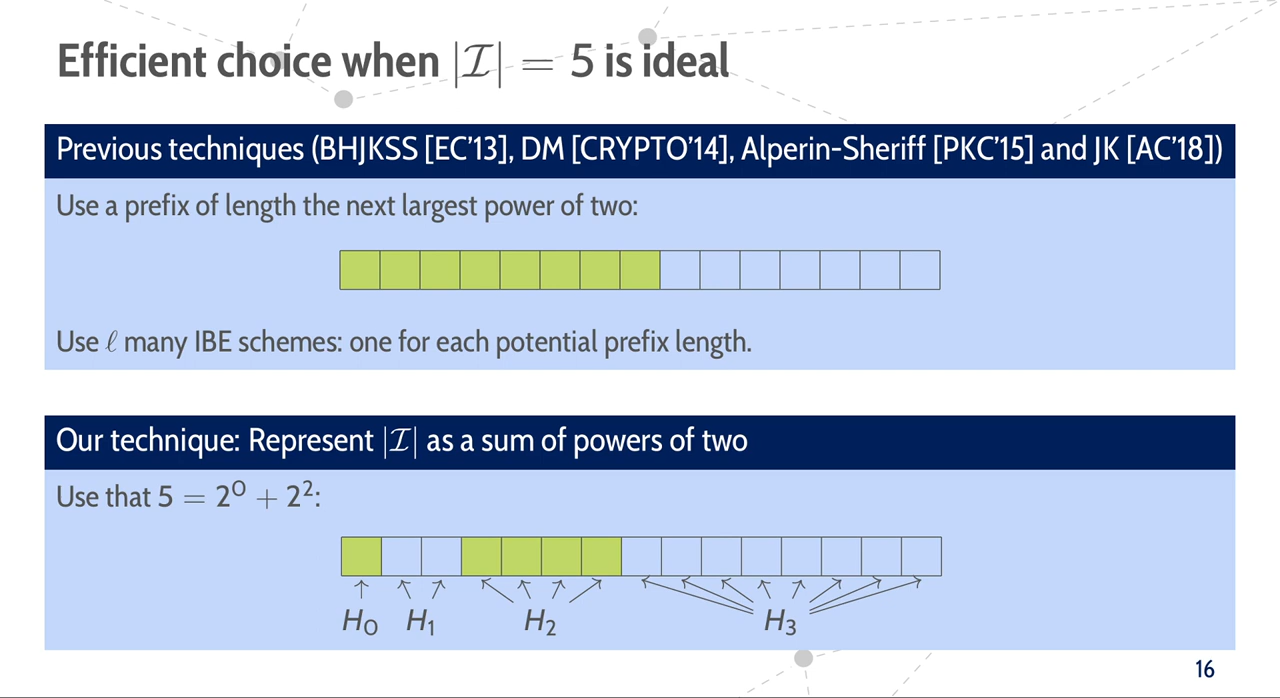 Efficient choice when |𝓘| = 5 is ideal
Previous techniques (BHJKSS [EC’13], DM [CRYPTO’14], Alperin-Sheriff [PKC’15] and JK [AC’18])
Use a prefix of length the next largest power of two:
Use ℓ many IBE schemes: one for each potential prefix length.
Our technique: Represent |𝓘| as a sum of powers of two
Use that 5 = 2⁰ + 2²:
H₀ H₁ H₂ H₃
16